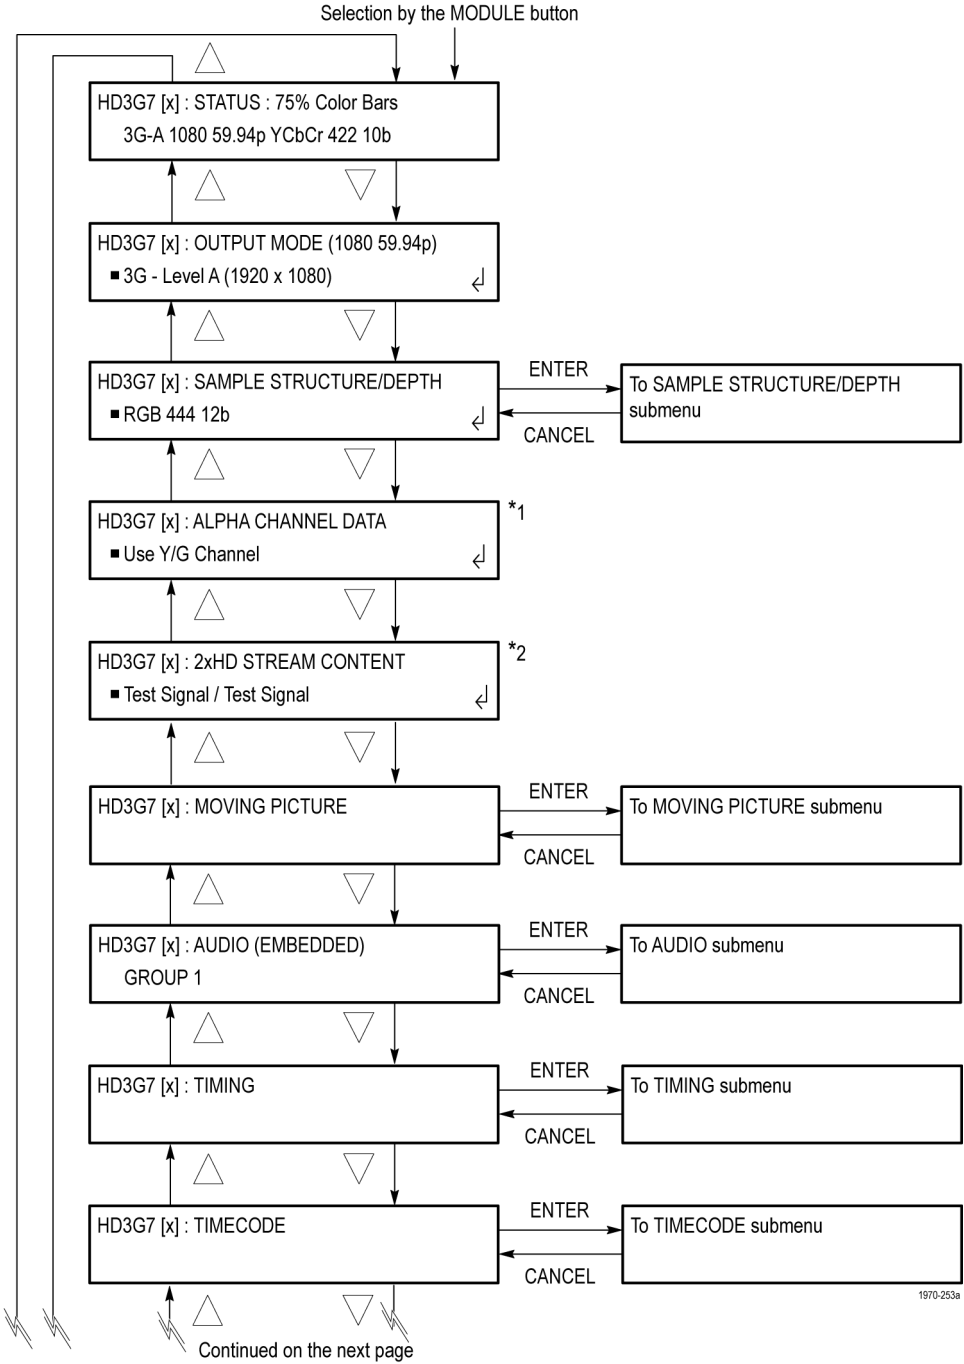 Selection by the MODULE button
HD3G7 [x] : STATUS : 75% Color Bars
3G-A 1080 59.94p YCbCr 422 10b
HD3G7 [x] : OUTPUT MODE (1080 59.94p)
■ 3G - Level A (1920 x 1080)
HD3G7 [x] : SAMPLE STRUCTURE/DEPTH
■ RGB 444 12b
ENTER
CANCEL
To SAMPLE STRUCTURE/DEPTH
submenu
HD3G7 [x] : ALPHA CHANNEL DATA
■ Use Y/G Channel
*1
HD3G7 [x] : 2xHD STREAM CONTENT
■ Test Signal / Test Signal
*2
HD3G7 [x] : MOVING PICTURE
ENTER
CANCEL
To MOVING PICTURE submenu
HD3G7 [x] : AUDIO (EMBEDDED)
GROUP 1
ENTER
CANCEL
To AUDIO submenu
HD3G7 [x] : TIMING
ENTER
CANCEL
To TIMING submenu
HD3G7 [x] : TIMECODE
ENTER
CANCEL
To TIMECODE submenu
1970-253a
Continued on the next page